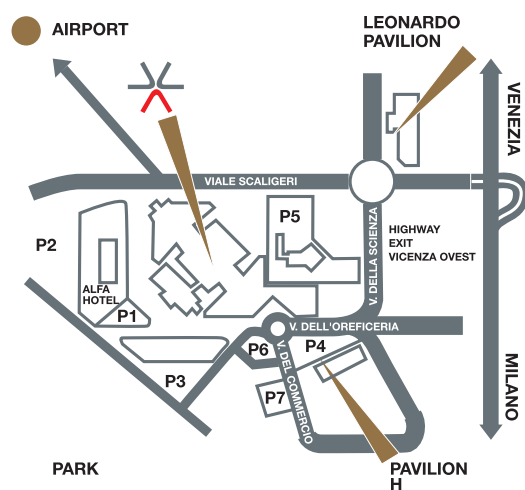 AIRPORT
LEONARDO
PAVILION
VENEZIA
VIALE SCALIGERI
P5
P2
V. DELLA SCIENZA
HIGHWAY
EXIT
VICENZA OVEST
ALFA
HOTEL
P1
V. DELL'OREFICERIA
P6
P4
P3
V. DEL COMMERCIO
P7
MILANO
PARK
PAVILION
H